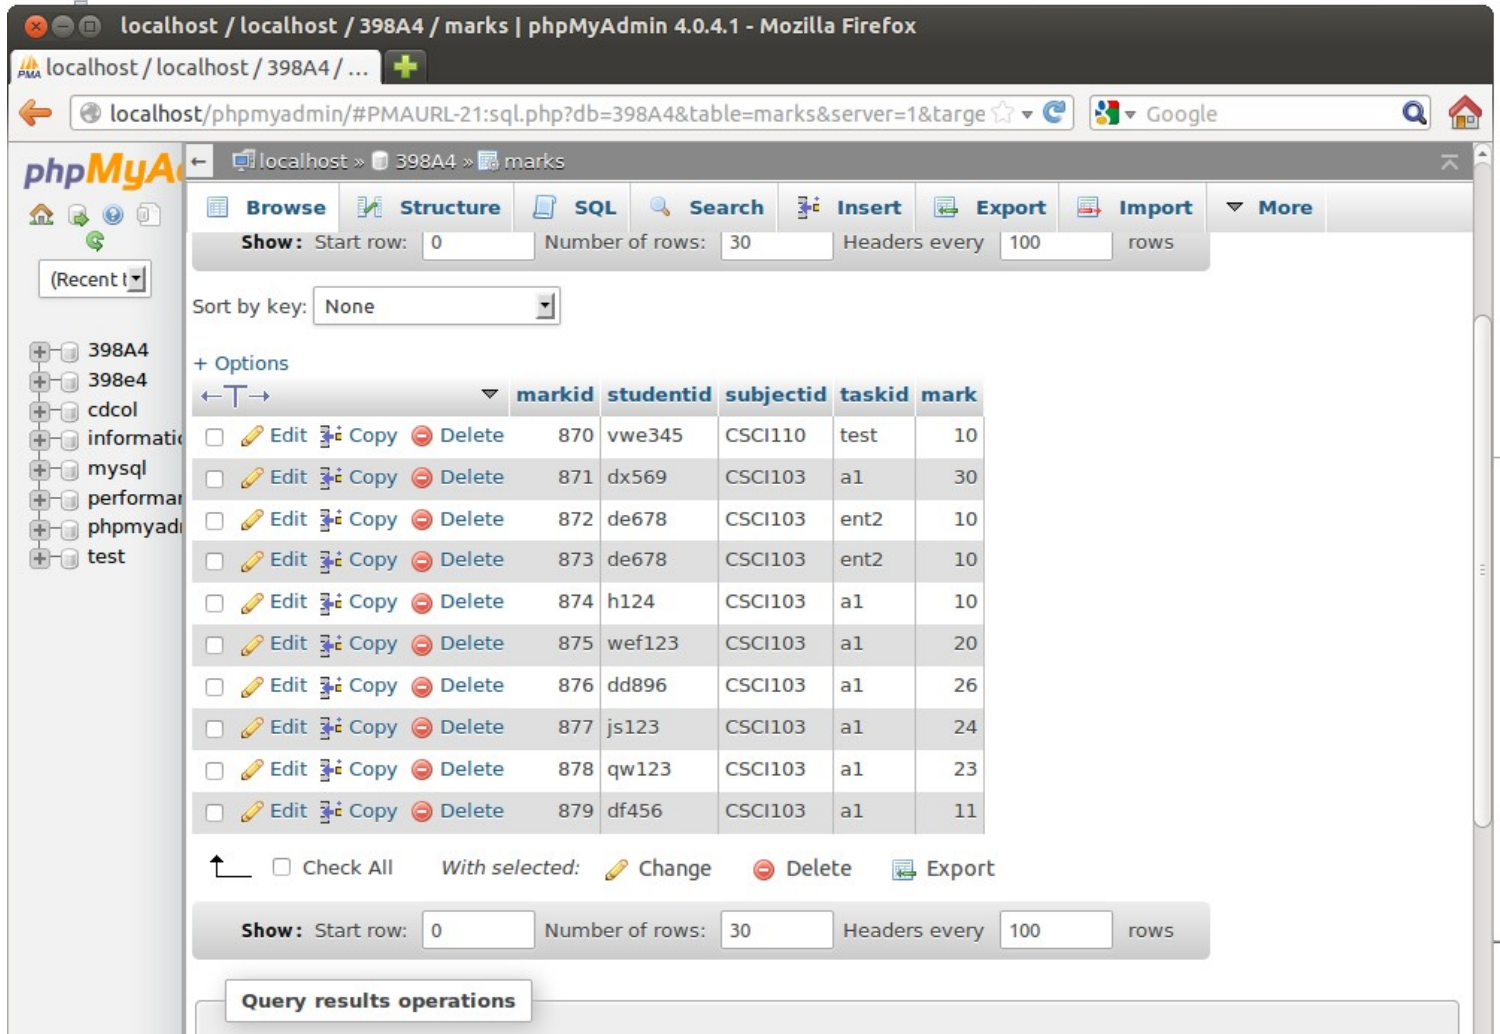 localhost / localhost / 398A4 / marks | phpMyAdmin 4.0.4.1 - Mozilla Firefox
PMA localhost / localhost / 398A4 / ...
localhost/phpmyadmin/#PMAURL-21:sql.php?db=398A4&table=marks&server=1&targe Google
phpMyA
localhost » 398A4 » marks
Browse Structure SQL Search Insert Export Import More
Show: Start row: 0 Number of rows: 30 Headers every 100 rows
(Recent t
Sort by key: None
398A4
398e4
cdcol
informatic
mysql
performar
phpmyadı
test
+ Options
markid studentid subjectid taskid mark
Edit Copy Delete 870 vwe345 CSCI110 test 10
Edit Copy Delete 871 dx569 CSCI103 a1 30
Edit Copy Delete 872 de678 CSCI103 ent2 10
Edit Copy Delete 873 de678 CSCI103 ent2 10
Edit Copy Delete 874 h124 CSCI103 a1 10
Edit Copy Delete 875 wef123 CSCI103 a1 20
Edit Copy Delete 876 dd896 CSCI103 a1 26
Edit Copy Delete 877 js123 CSCI103 a1 24
Edit Copy Delete 878 qw123 CSCI103 a1 23
Edit Copy Delete 879 df456 CSCI103 a1 11
Check All With selected: Change Delete Export
Show: Start row: 0 Number of rows: 30 Headers every 100 rows
Query results operations